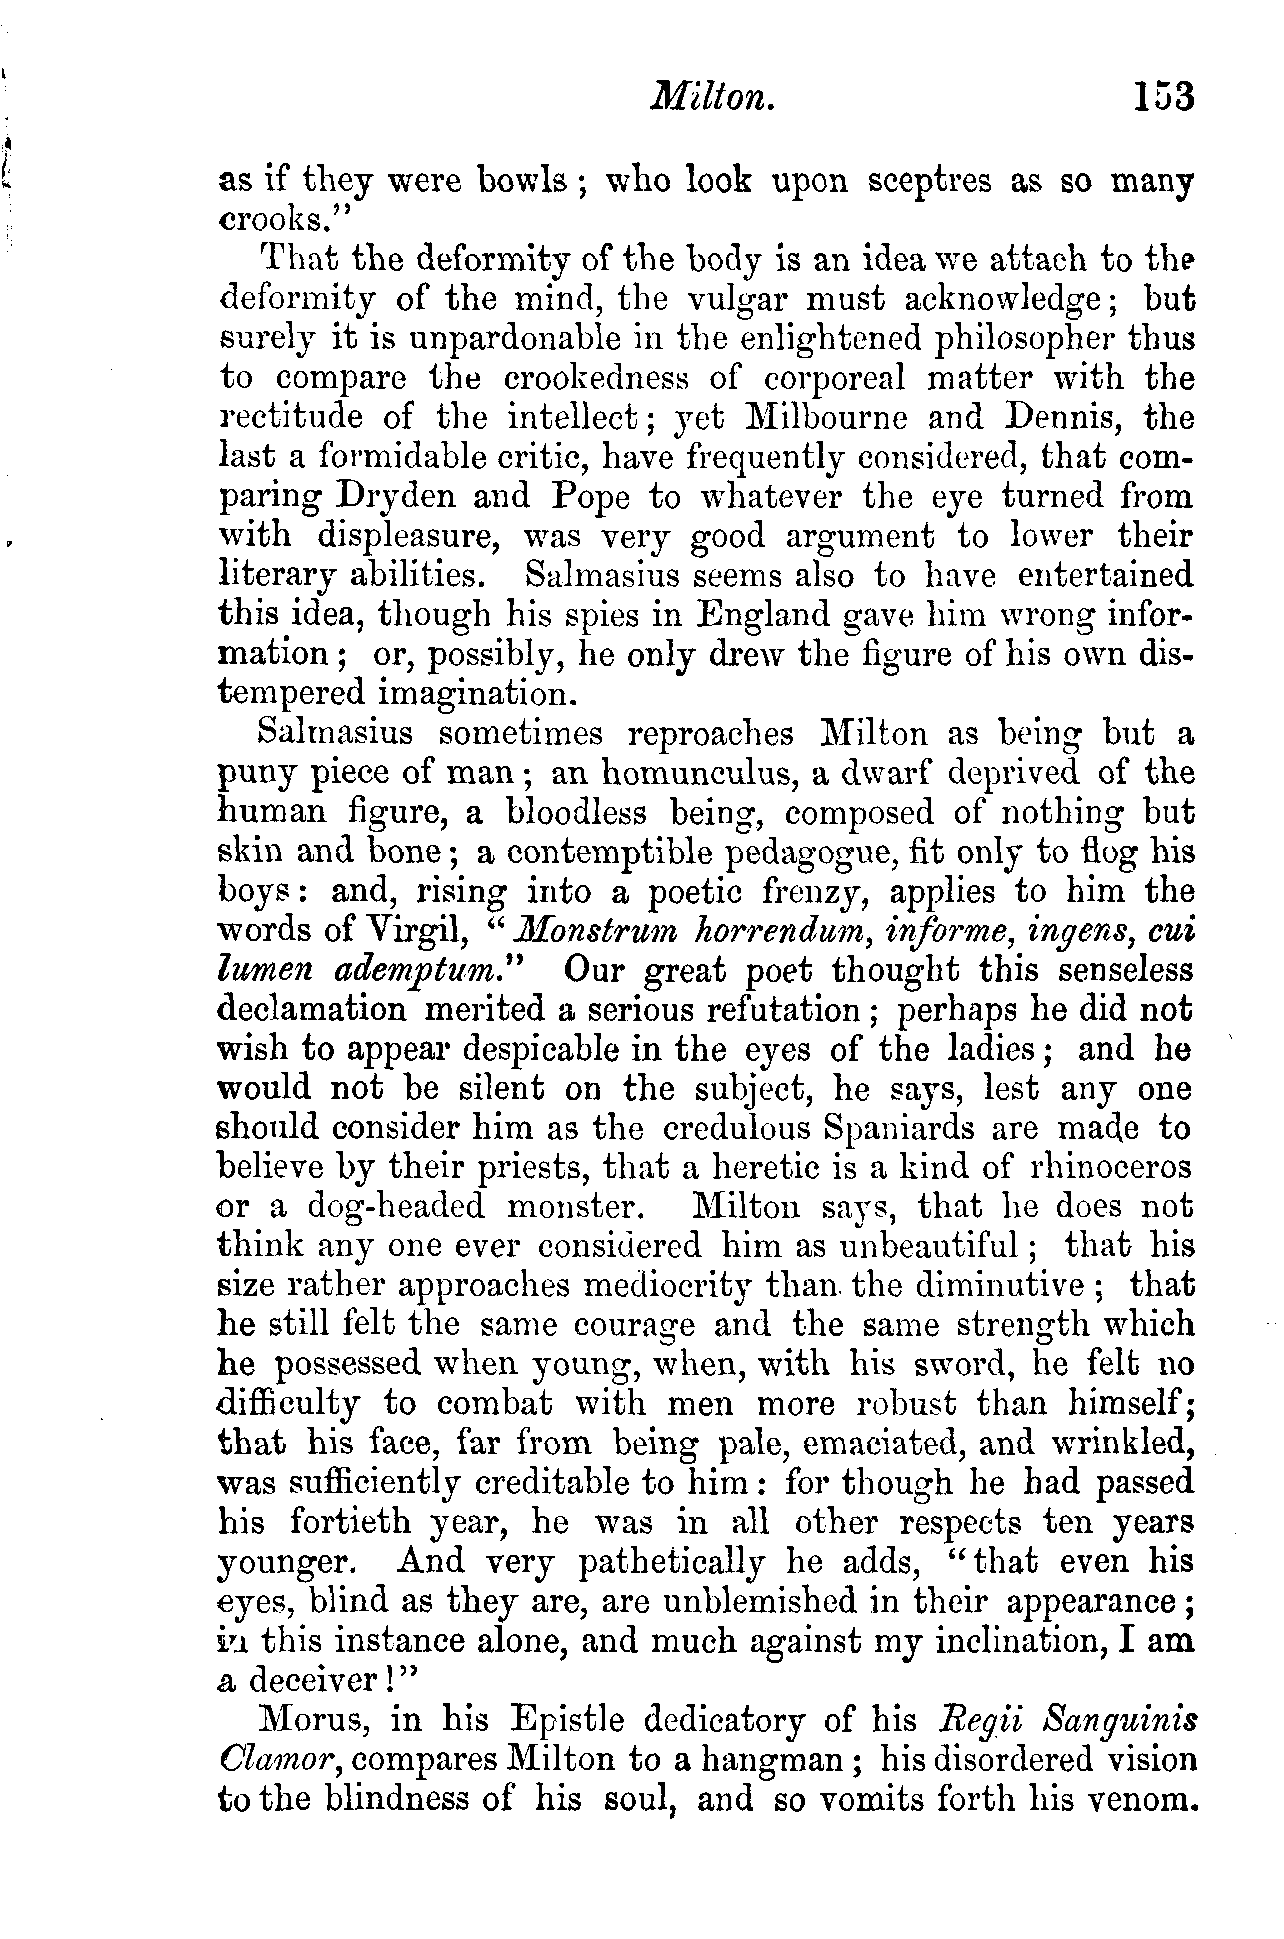 Milton. 153
as if they were bowls ; who look upon sceptres as so many
crooks."
That the deformity of the body is an idea we attach to the
deformity of the mind, the vulgar must acknowledge; but
surely it is unpardonable in the enlightened philosopher thus
to compare the crookedness of corporeal matter with the
rectitude of the intellect; yet Milbourne and Dennis, the
last a formidable critic, have frequently considered, that com-
paring Dryden and Pope to whatever the eye turned from
with displeasure, was very good argument to lower their
literary abilities. Salmasius seems also to have entertained
this idea, though his spies in England gave him wrong infor-
mation ; or, possibly, he only drew the figure of his own dis-
tempered imagination.
Salmasius sometimes reproaches Milton as being but a
puny piece of man ; an homunculus, a dwarf deprived of the
human figure, a bloodless being, composed of nothing but
skin and bone ; a contemptible pedagogue, fit only to flog his
boys : and, rising into a poetic frenzy, applies to him the
words of Virgil, "Monstrum horrendum, informe, ingens, cui
lumen ademptum." Our great poet thought this senseless
declamation merited a serious refutation ; perhaps he did not
wish to appear despicable in the eyes of the ladies ; and he
would not be silent on the subject, he says, lest any one
should consider him as the credulous Spaniards are made to
believe by their priests, that a heretic is a kind of rhinoceros
or a dog-headed monster. Milton says, that he does not
think any one ever considered him as unbeautiful ; that his
size rather approaches mediocrity than the diminutive ; that
he still felt the same courage and the same strength which
he possessed when young, when, with his sword, he felt no
difficulty to combat with men more robust than himself;
that his face, far from being pale, emaciated, and wrinkled,
was sufficiently creditable to him : for though he had passed
his fortieth year, he was in all other respects ten years
younger. And very pathetically he adds, "that even his
eyes, blind as they are, are unblemished in their appearance ;
in this instance alone, and much against my inclination, I am
a deceiver !"
Morus, in his Epistle dedicatory of his Regii Sanguinis
Clamor, compares Milton to a hangman ; his disordered vision
to the blindness of his soul, and so vomits forth his venom.